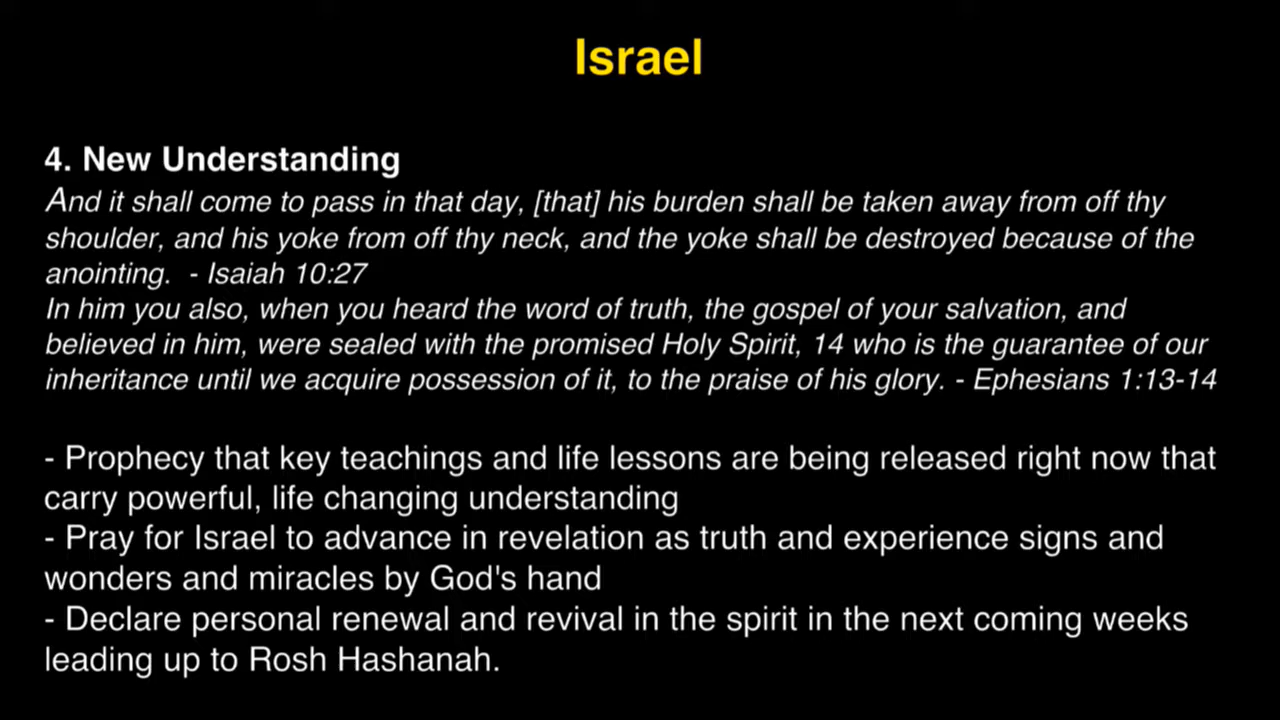 Israel
4. New Understanding
And it shall come to pass in that day, [that] his burden shall be taken away from off thy
shoulder, and his yoke from off thy neck, and the yoke shall be destroyed because of the
anointing.  - Isaiah 10:27
In him you also, when you heard the word of truth, the gospel of your salvation, and
believed in him, were sealed with the promised Holy Spirit, 14 who is the guarantee of our
inheritance until we acquire possession of it, to the praise of his glory. - Ephesians 1:13-14
- Prophecy that key teachings and life lessons are being released right now that
carry powerful, life changing understanding
- Pray for Israel to advance in revelation as truth and experience signs and
wonders and miracles by God's hand
- Declare personal renewal and revival in the spirit in the next coming weeks
leading up to Rosh Hashanah.